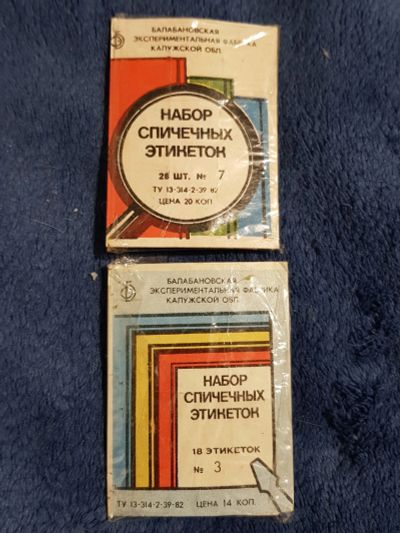 БАЛАБАНОВСКАЯ
ЭКСПЕРИМЕНТАЛЬНАЯ ФАБРИКА
КАЛУЖСКОЙ ОБЛ.
НАБОР
СПИЧЕЧНЫХ
ЭТИКЕТОК
28 ШТ. № 7
ТУ 13-314-2-39-82
ЦЕНА 20 КОП.
БАЛАБАНОВСКАЯ
ЭКСПЕРИМЕНТАЛЬНАЯ ФАБРИКА
КАЛУЖСКОЙ ОБЛ.
НАБОР
СПИЧЕЧНЫХ
ЭТИКЕТОК
18 ЭТИКЕТОК
№ 3
ТУ 13-314-2-39-82 ЦЕНА 14 КОП.